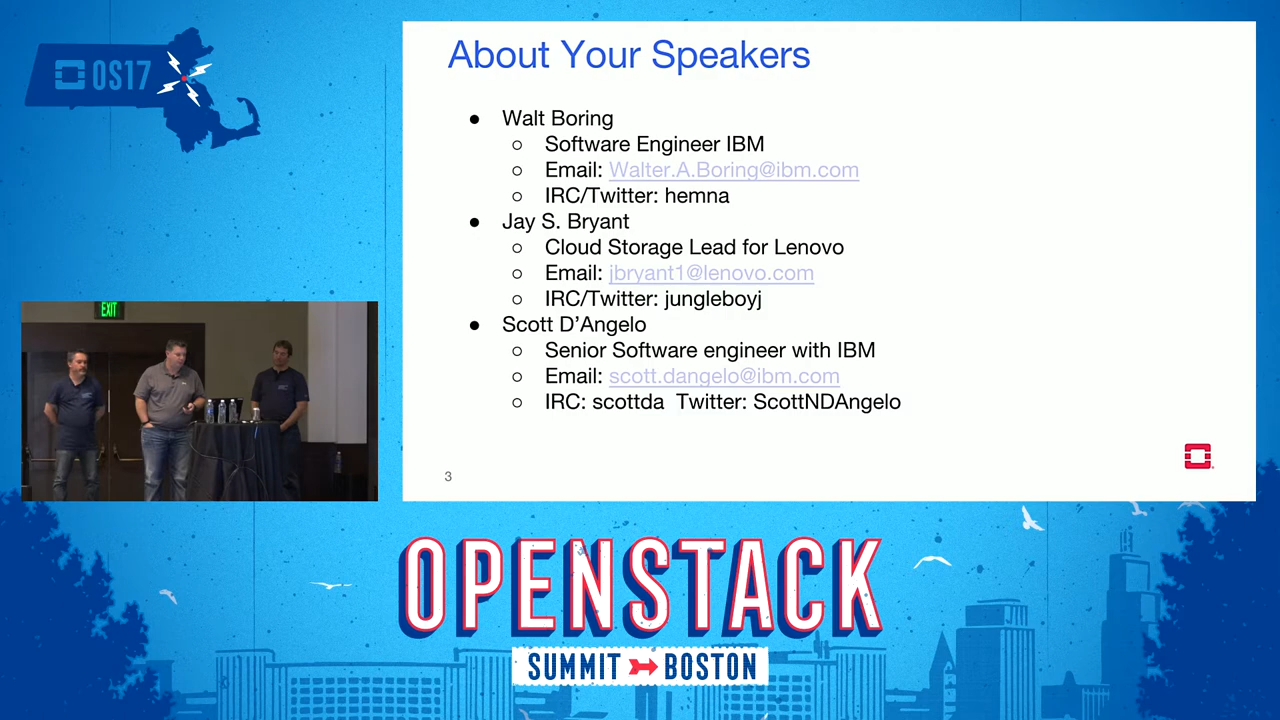 OS17
About Your Speakers
● Walt Boring
○ Software Engineer IBM
○ Email: Walter.A.Boring@ibm.com
○ IRC/Twitter: hemna
● Jay S. Bryant
○ Cloud Storage Lead for Lenovo
○ Email: jbryant1@lenovo.com
○ IRC/Twitter: jungleboyj
● Scott D’Angelo
○ Senior Software engineer with IBM
○ Email: scott.dangelo@ibm.com
○ IRC: scottda Twitter: ScottNDAngelo
3
EXIT
OPENSTACK
SUMMIT BOSTON